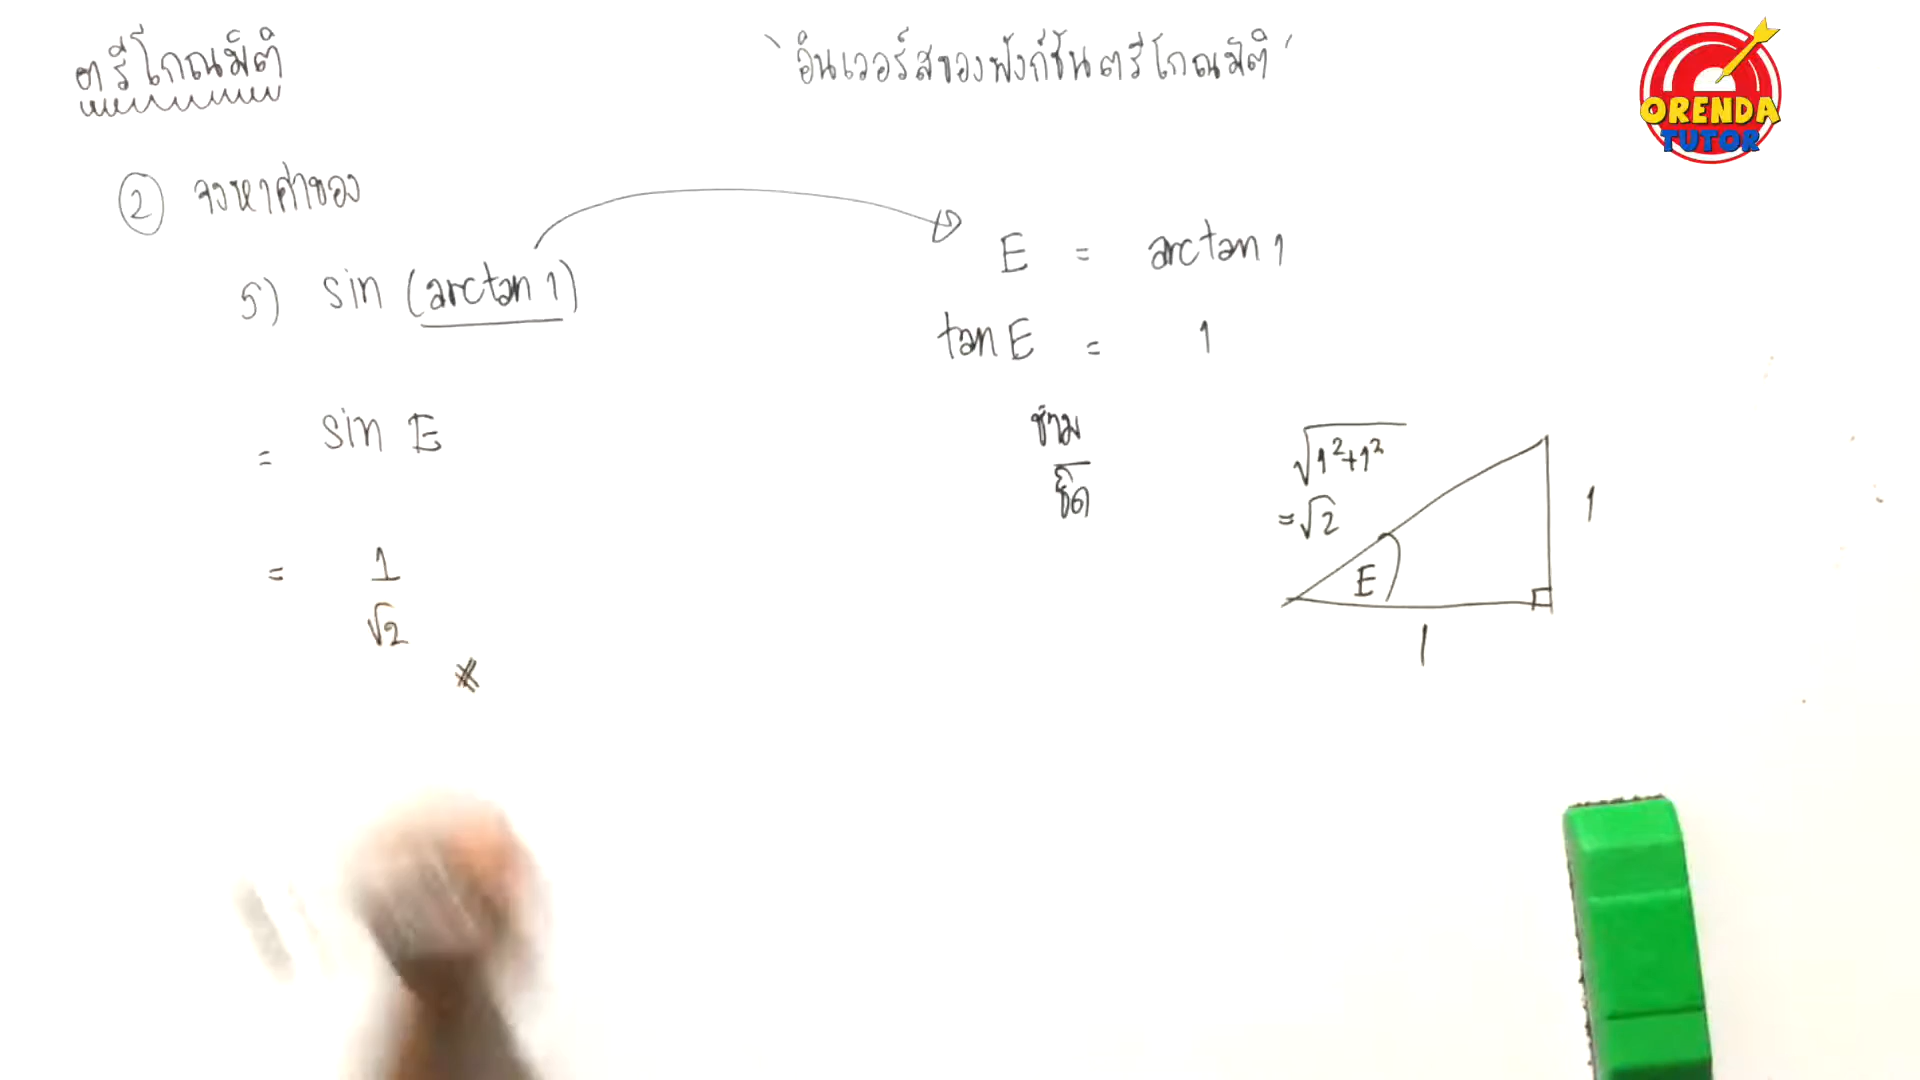 ตรีโกณมิติ
`อินเวอร์สของฟังก์ชันตรีโกณมิติ'
ORENDA
TUTOR
② จงหาค่าของ
5) sin (arctan 1)
= sin E
= 1
√2
E = arctan 1
tan E = 1
ข้าม
ชิด
√1²+1²
=√2
E
1
1